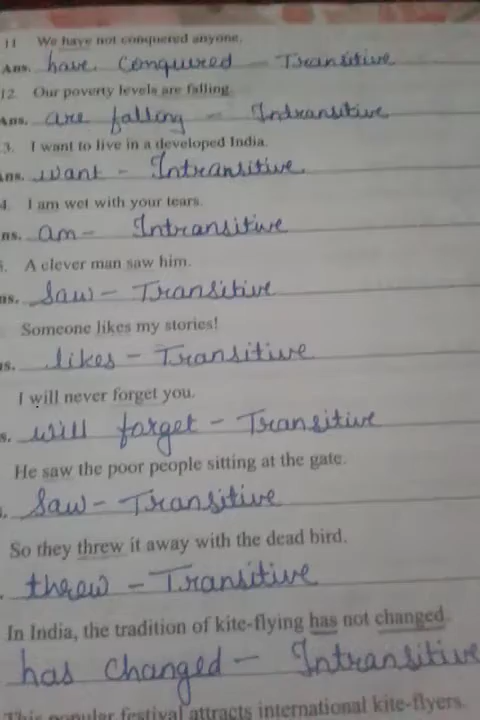 11 We have not conquered anyone.
Ans. have conquered - Transitive
12. Our poverty levels are falling.
Ans. are falling - Intransitive
3. I want to live in a developed India.
Ans. want - Intransitive.
4. I am wet with your tears.
ns. am - Intransitive
5. A clever man saw him.
ns. Saw - Transitive
Someone likes my stories!
s. likes - Transitive
I will never forget you.
s. will forget - Transitive
He saw the poor people sitting at the gate.
Saw - Transitive
So they threw it away with the dead bird.
threw - Transitive
In India, the tradition of kite-flying has not changed.
has changed - Intransitive
This popular festival attracts international kite-flyers.